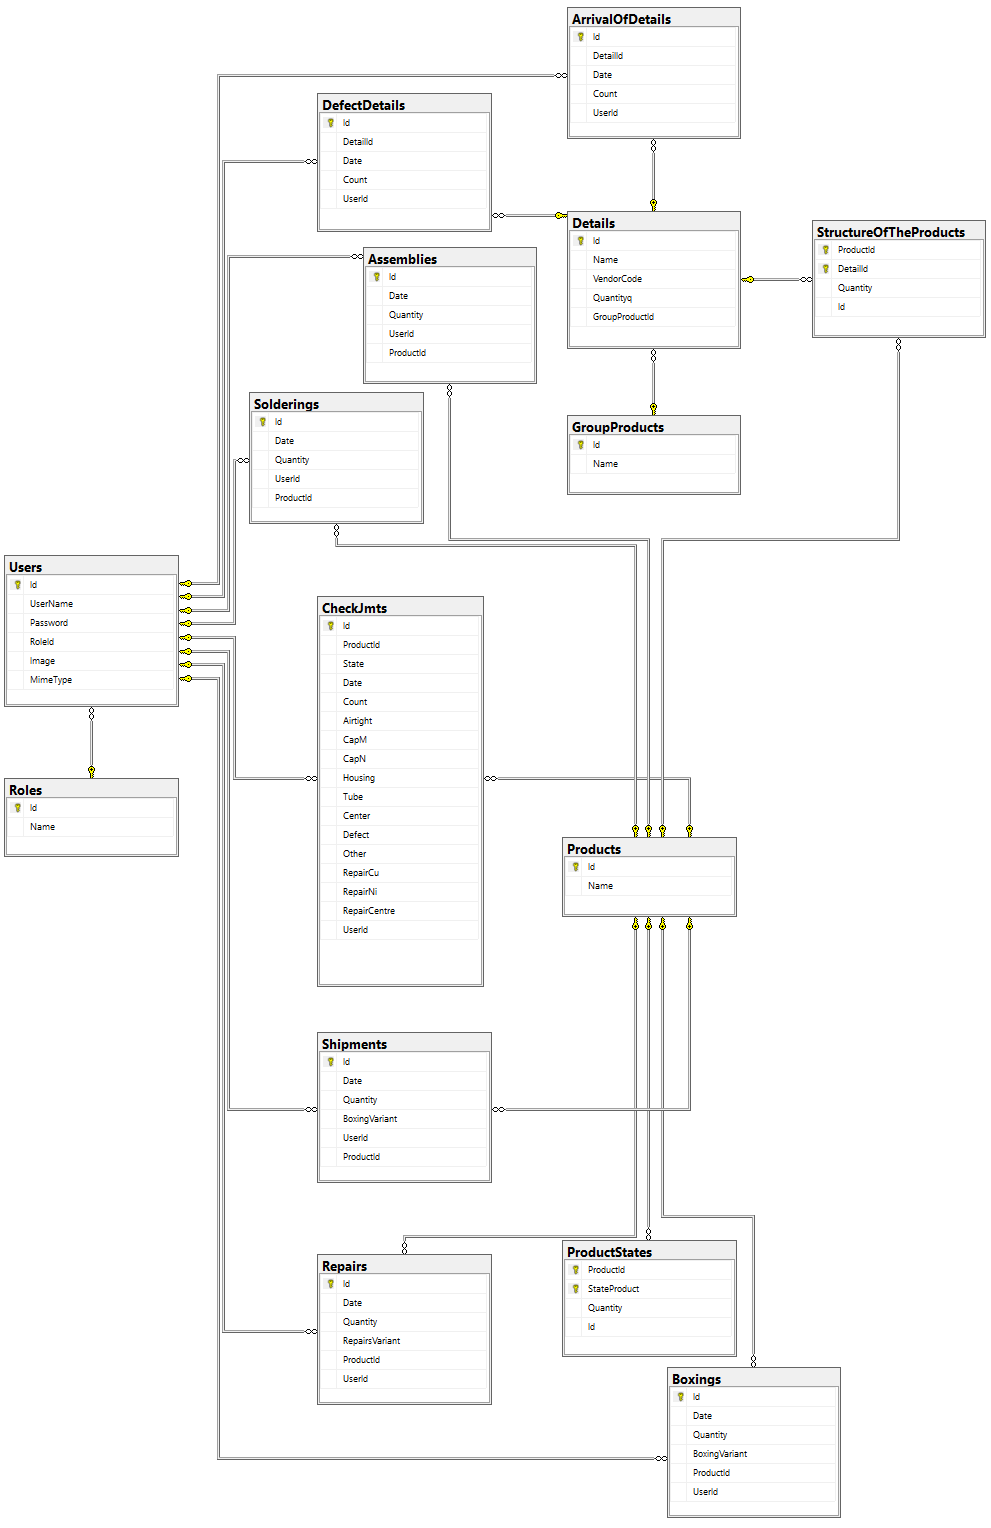 ArrivalOfDetails
Id
DetailId
Date
Count
UserId
DefectDetails
Id
DetailId
Date
Count
UserId
Details
Id
Name
VendorCode
Quantityq
GroupProductId
StructureOfTheProducts
ProductId
DetailId
Quantity
Id
Assemblies
Id
Date
Quantity
UserId
ProductId
Solderings
Id
Date
Quantity
UserId
ProductId
GroupProducts
Id
Name
Users
Id
UserName
Password
RoleId
Image
MimeType
Roles
Id
Name
CheckJmts
Id
ProductId
State
Date
Count
Airtight
CapM
CapN
Housing
Tube
Center
Defect
Other
RepairCu
RepairNi
RepairCentre
UserId
Products
Id
Name
Shipments
Id
Date
Quantity
BoxingVariant
UserId
ProductId
Repairs
Id
Date
Quantity
RepairsVariant
ProductId
UserId
ProductStates
ProductId
StateProduct
Quantity
Id
Boxings
Id
Date
Quantity
BoxingVariant
ProductId
UserId